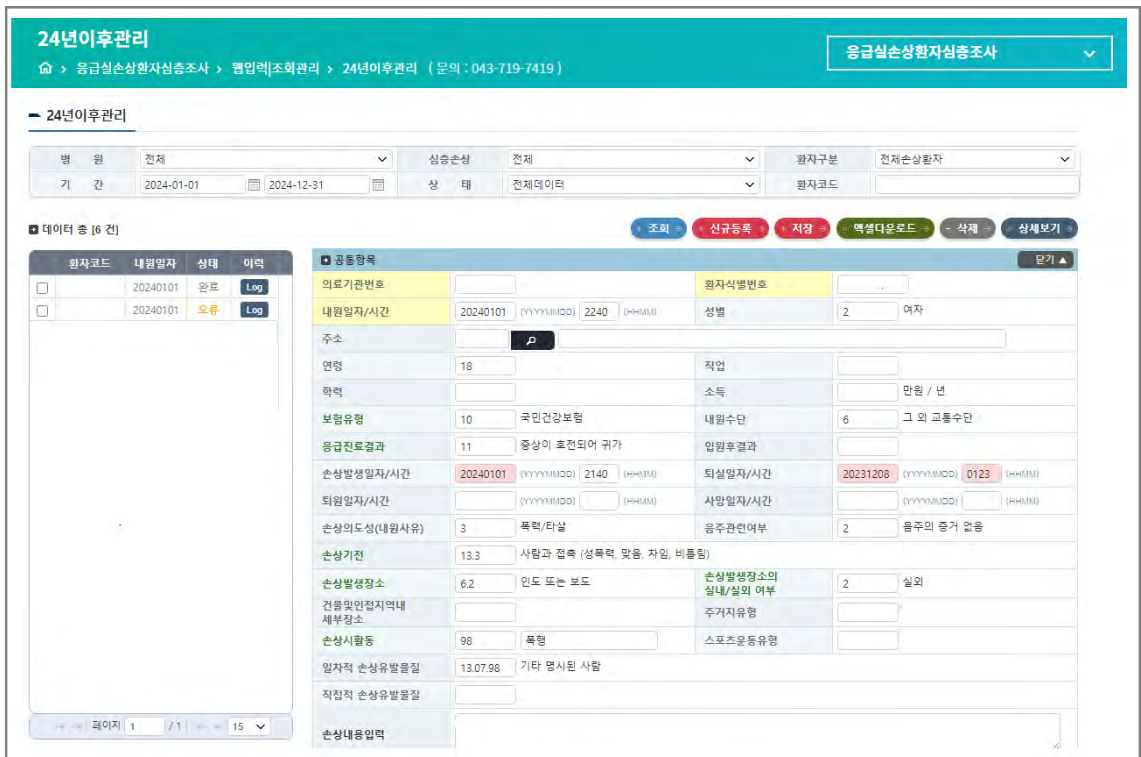 24년이후관리
응급실손상환자심층조사
> 응급실손상환자심층조사 > 웹입력|조회관리 > 24년이후관리 ( 문의 : 043-719-7419 )
24년이후관리
병 원 전체 심층손상 전체 환자구분 전체손상환자
기 간 2024-01-01 2024-12-31 상 태 전체데이터 환자코드
데이터 총 [6 건]
조회 신규등록 저장 엑셀다운로드 삭제 상세보기
환자코드 내원일자 상태 이력
20240101 완료 Log
20240101 오류 Log
공통항목 닫기 ▲
의료기관번호 환자식별번호
내원일자/시간 20240101 (YYYYMMDD) 2240 (HHMM) 성별 2 여자
주소
연령 18 직업
학력 소득 만원 / 년
보험유형 10 국민건강보험 내원수단 6 그 외 교통수단
응급진료결과 11 증상이 호전되어 귀가 입원후결과
손상발생일자/시간 20240101 (YYYYMMDD) 2140 (HHMM) 퇴실일자/시간 20231208 (YYYYMMDD) 0123 (HHMM)
퇴원일자/시간 (YYYYMMDD) (HHMM) 사망일자/시간 (YYYYMMDD) (HHMM)
손상의도성(내원사유) 3 폭력/타살 음주관련여부 2 음주의 증거 없음
손상기전 13.3 사람과 접촉 (성폭력, 맞음, 차임, 비틀림)
손상발생장소 6.2 인도 또는 보도 손상발생장소의 실내/실외 여부 2 실외
건물및인접지역내 세부장소 주거지유형
손상시활동 98 폭행 스포츠운동유형
일차적 손상유발물질 13.07.98 기타 명시된 사람
직접적 손상유발물질
손상내용입력
페이지 1 / 1 15